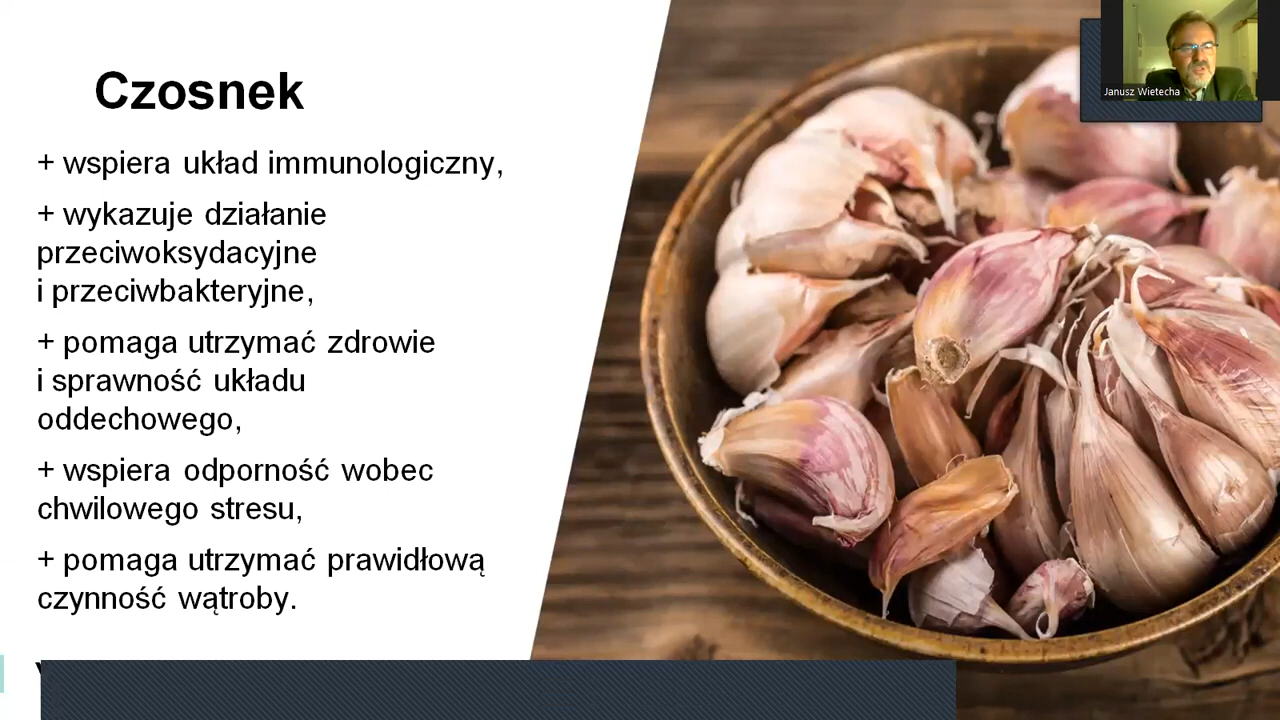 Czosnek
+ wspiera układ immunologiczny,
+ wykazuje działanie
przeciwoksydacyjne
i przeciwbakteryjne,
+ pomaga utrzymać zdrowie
i sprawność układu
oddechowego,
+ wspiera odporność wobec
chwilowego stresu,
+ pomaga utrzymać prawidłową
czynność wątroby.
Janusz Wietecha